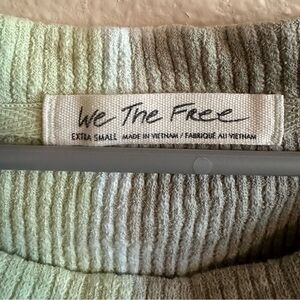 We The Free
EXTRA SMALL MADE IN VIETNAM / FABRIQUÉ AU VIETNAM